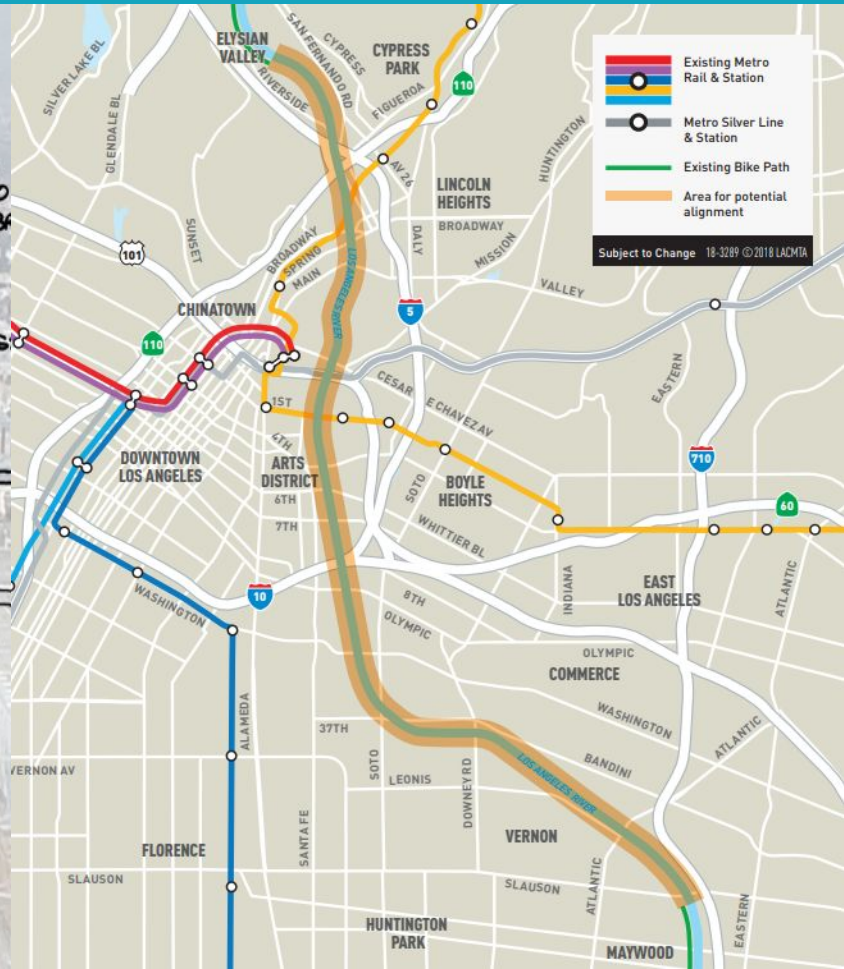 ELYSIAN
VALLEY
SAN FERNANDO RD
CYPRESS
CYPRESS
PARK
SILVER LAKE BL
GLENDALE BL
RIVERSIDE
FIGUEROA
110
AV 26
LINCOLN
HEIGHTS
HUNTINGTON
Existing Metro
Rail & Station
Metro Silver Line
& Station
Existing Bike Path
Area for potential
alignment
Subject to Change 18-3289 © 2018 LACMTA
SUNSET
101
BROADWAY
SPRING
MAIN
LOS ANGELES RIVER
DALY
BROADWAY
MISSION
VALLEY
CHINATOWN
110
5
CESAR E CHAVEZ AV
EASTERN
1ST
4TH
DOWNTOWN
LOS ANGELES
ARTS
DISTRICT
6TH
7TH
SOTO
BOYLE
HEIGHTS
WHITTIER BL
710
60
10
WASHINGTON
8TH
OLYMPIC
INDIANA
EAST
LOS ANGELES
ATLANTIC
OLYMPIC
COMMERCE
WASHINGTON
ALAMEDA
37TH
SOTO
ATLANTIC
BANDINI
VERNON AV
LEONIS
DOWNEY RD
LOS ANGELES RIVER
FLORENCE
SANTA FE
VERNON
SLAUSON
SLAUSON
ATLANTIC
EASTERN
HUNTINGTON
PARK
MAYWOOD